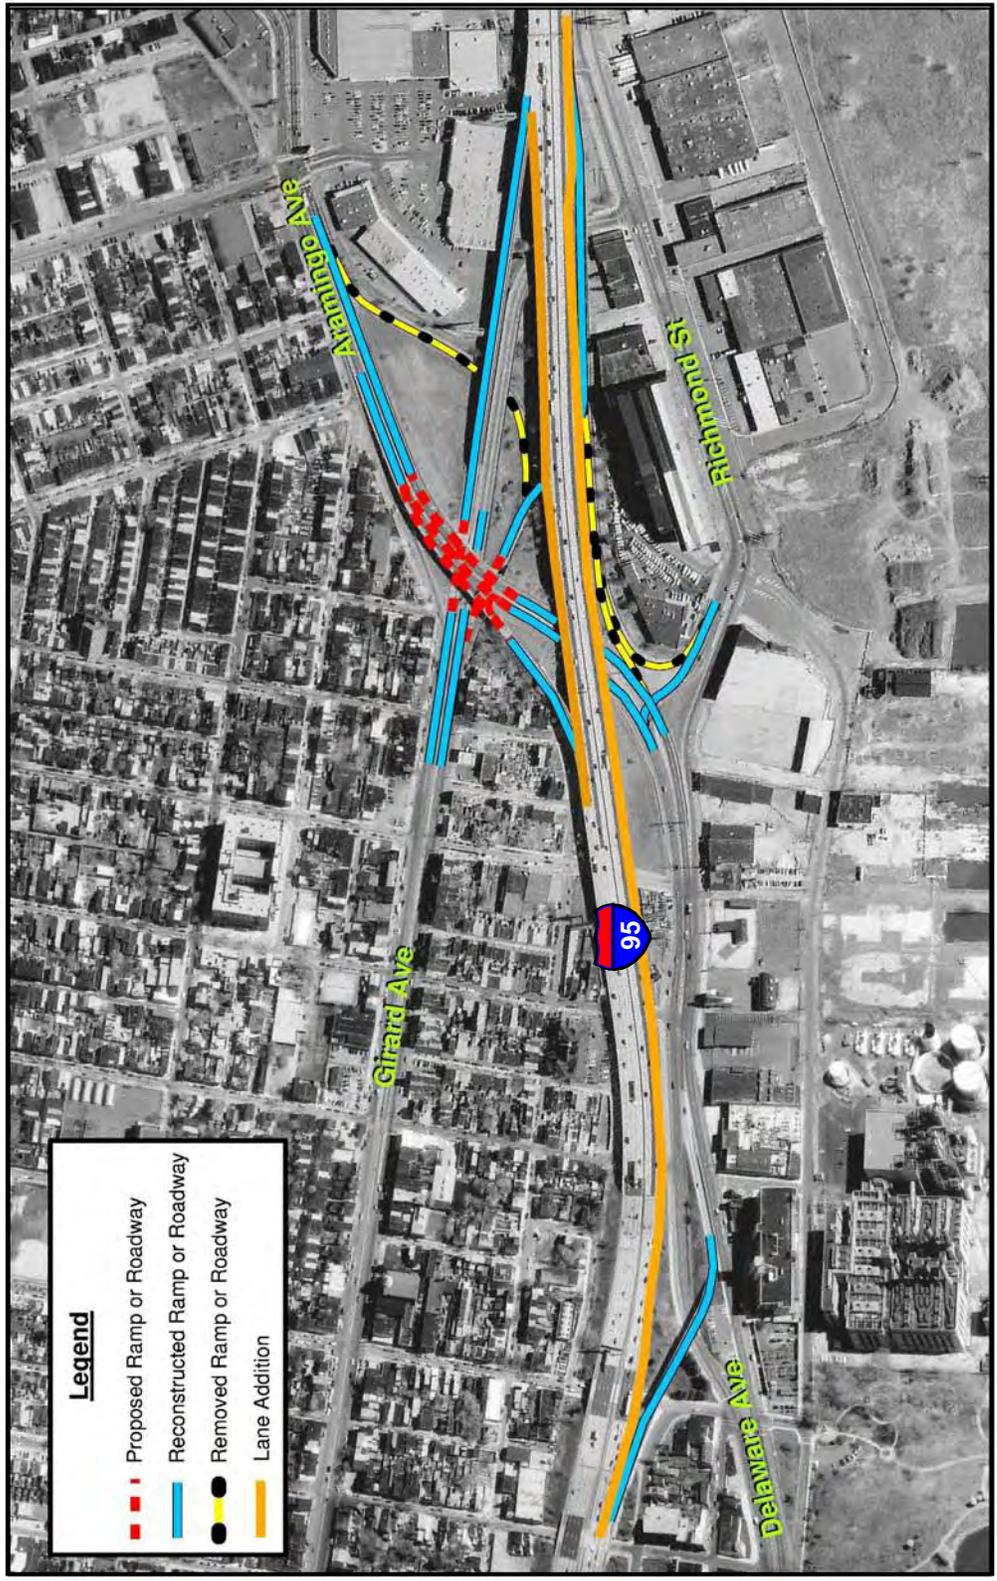 Legend
Proposed Ramp or Roadway
Reconstructed Ramp or Roadway
Removed Ramp or Roadway
Lane Addition
Aramingo Ave
Girard Ave
Richmond St
95
Delaware Ave